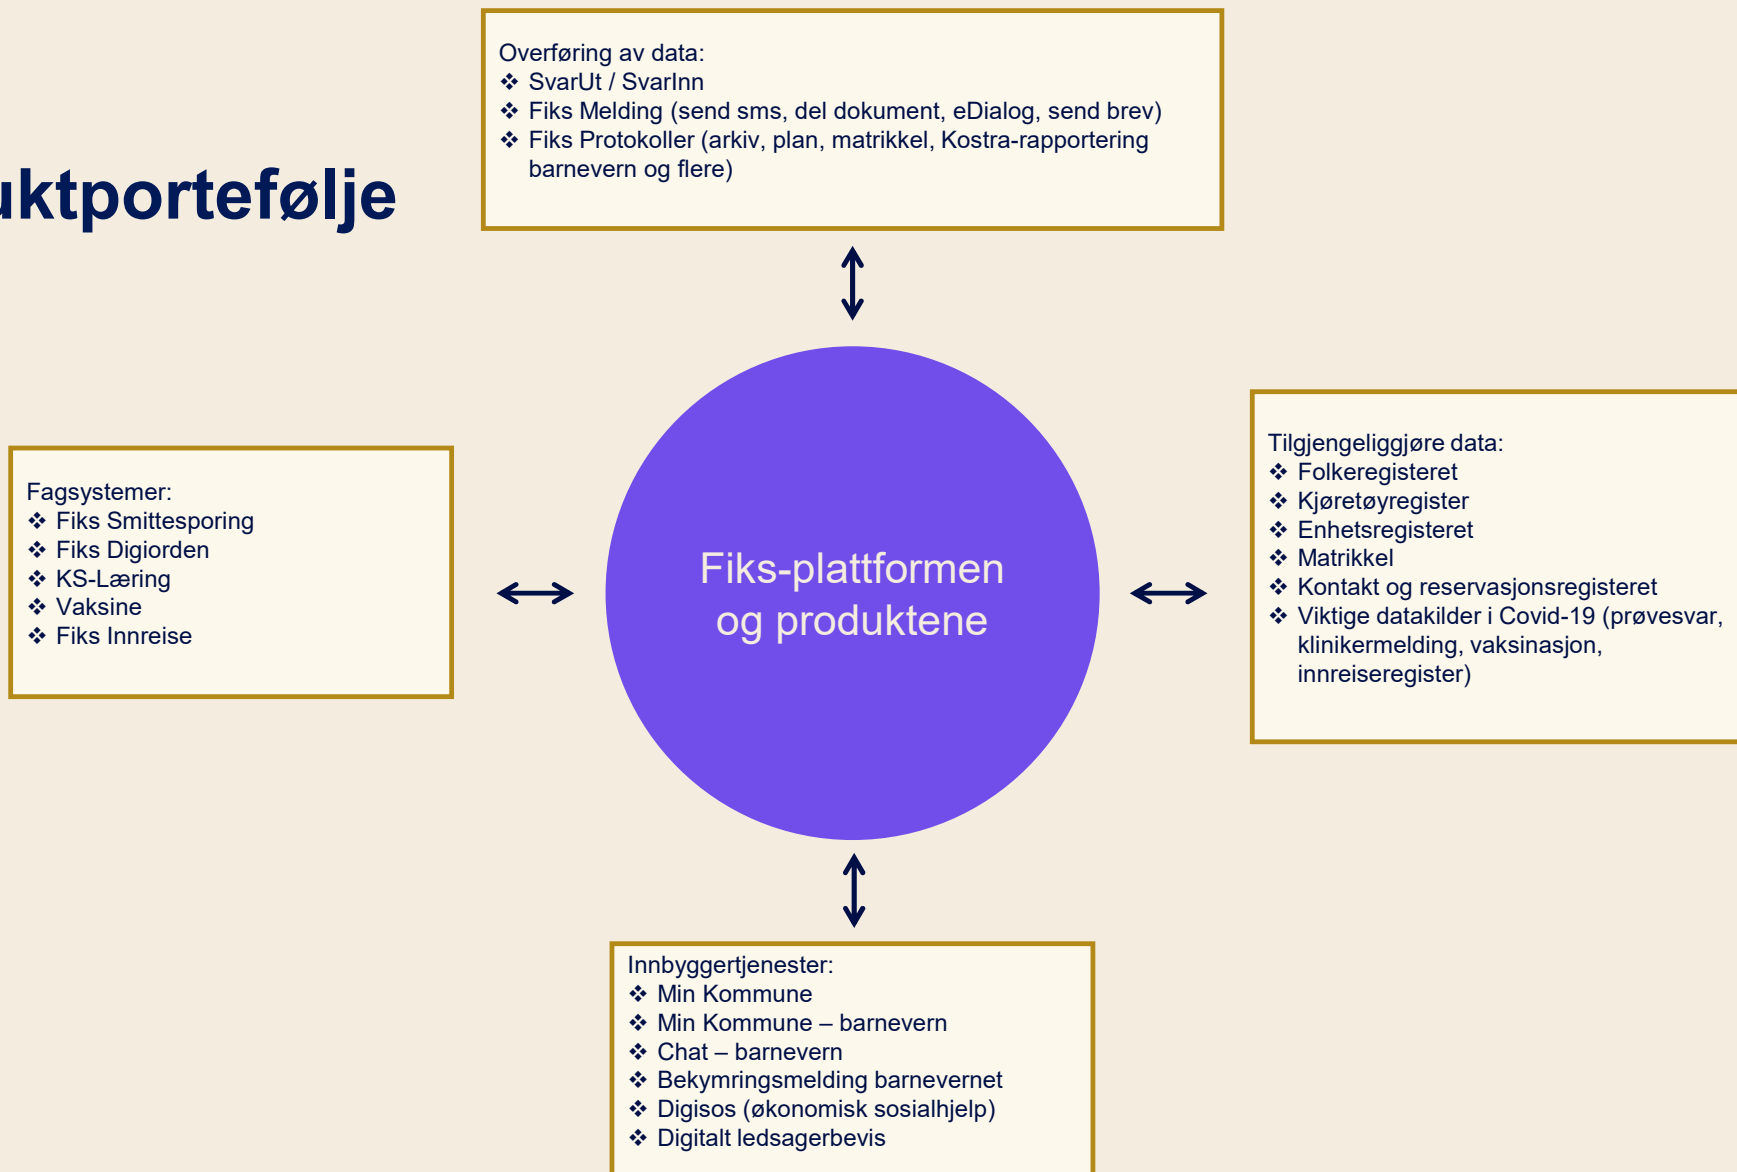 Overføring av data:
❖ SvarUt / SvarInn
❖ Fiks Melding (send sms, del dokument, eDialog, send brev)
❖ Fiks Protokoller (arkiv, plan, matrikkel, Kostra-rapportering
barnevern og flere)
uktportefølje
Fagsystemer:
❖ Fiks Smittesporing
❖ Fiks Digiorden
❖ KS-Læring
❖ Vaksine
❖ Fiks Innreise
Fiks-plattformen
og produktene
Tilgjengeliggjøre data:
❖ Folkeregisteret
❖ Kjøretøyregister
❖ Enhetsregisteret
❖ Matrikkel
❖ Kontakt og reservasjonsregisteret
❖ Viktige datakilder i Covid-19 (prøvesvar,
klinikermelding, vaksinasjon,
innreiseregister)
Innbyggertjenester:
❖ Min Kommune
❖ Min Kommune – barnevern
❖ Chat – barnevern
❖ Bekymringsmelding barnevernet
❖ Digisos (økonomisk sosialhjelp)
❖ Digitalt ledsagerbevis